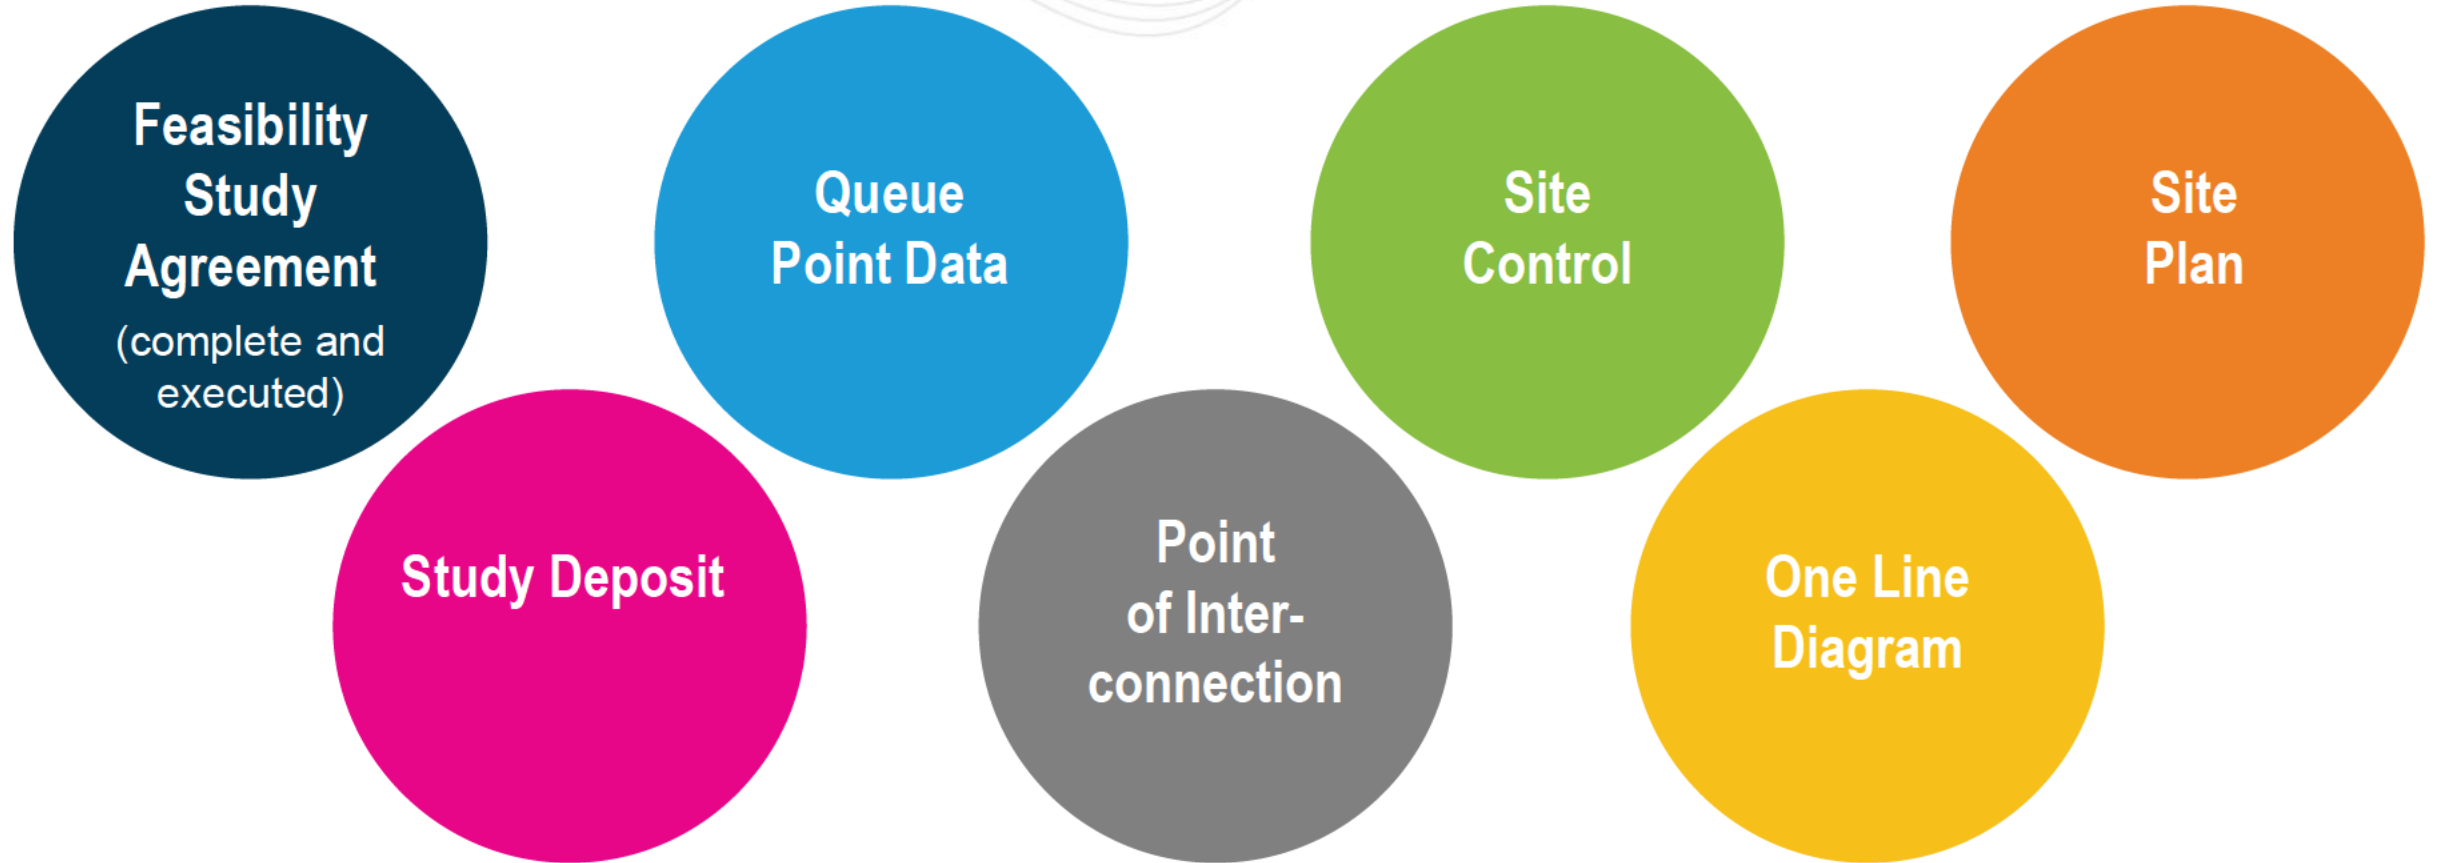 Feasibility
Study
Agreement
(complete and
executed)
Study Deposit
Queue
Point Data
Point
of Inter-
connection
Site
Control
One Line
Diagram
Site
Plan